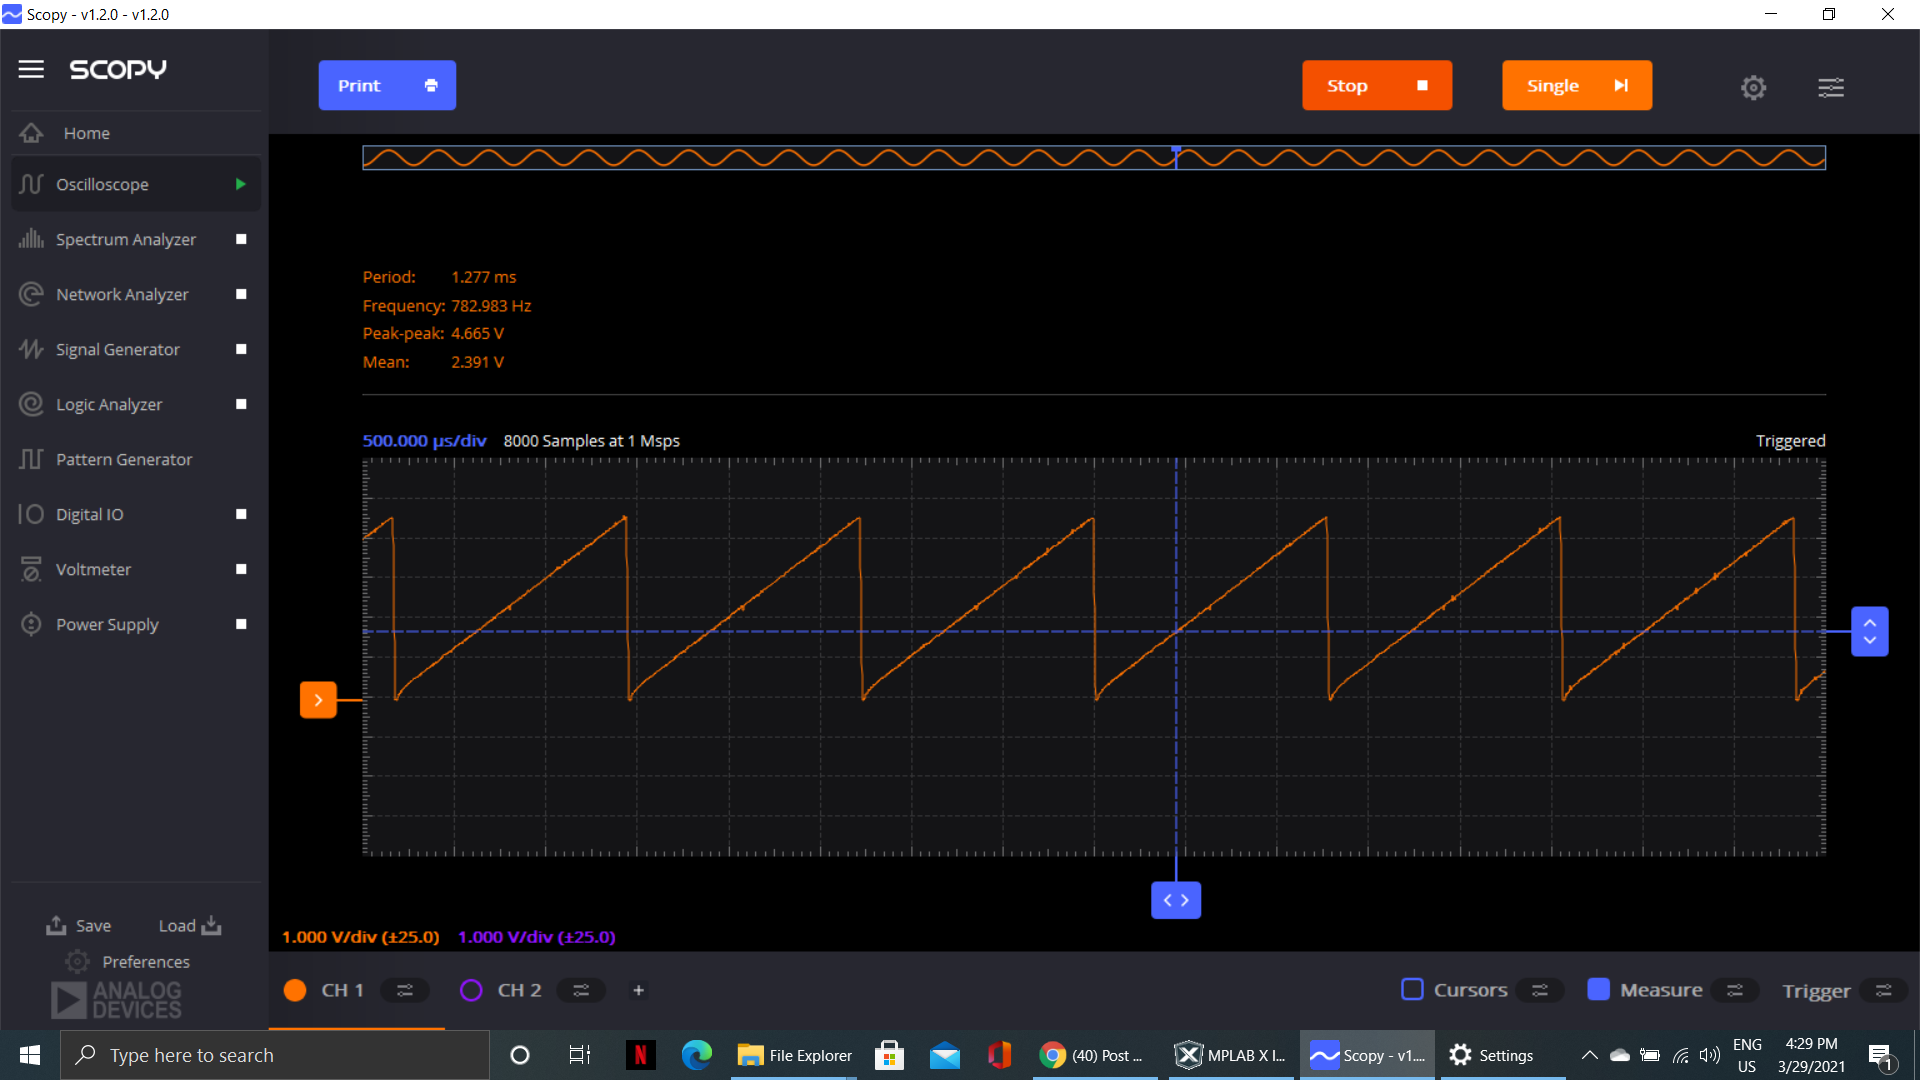 Scopy - v1.2.0 - v1.2.0
SCOPY
Print
Stop
Single
Home
Oscilloscope
Spectrum Analyzer
Network Analyzer
Signal Generator
Logic Analyzer
Pattern Generator
Digital IO
Voltmeter
Power Supply
Period: 1.277 ms
Frequency: 782.983 Hz
Peak-peak: 4.665 V
Mean: 2.391 V
500.000 µs/div 8000 Samples at 1 Msps
Triggered
Save Load
Preferences
ANALOG
DEVICES
1.000 V/div (±25.0) 1.000 V/div (±25.0)
CH 1 CH 2 +
Cursors Measure Trigger
Type here to search
File Explorer
(40) Post ...
MPLAB X I...
Scopy - v1....
Settings
ENG
US
4:29 PM
3/29/2021
1